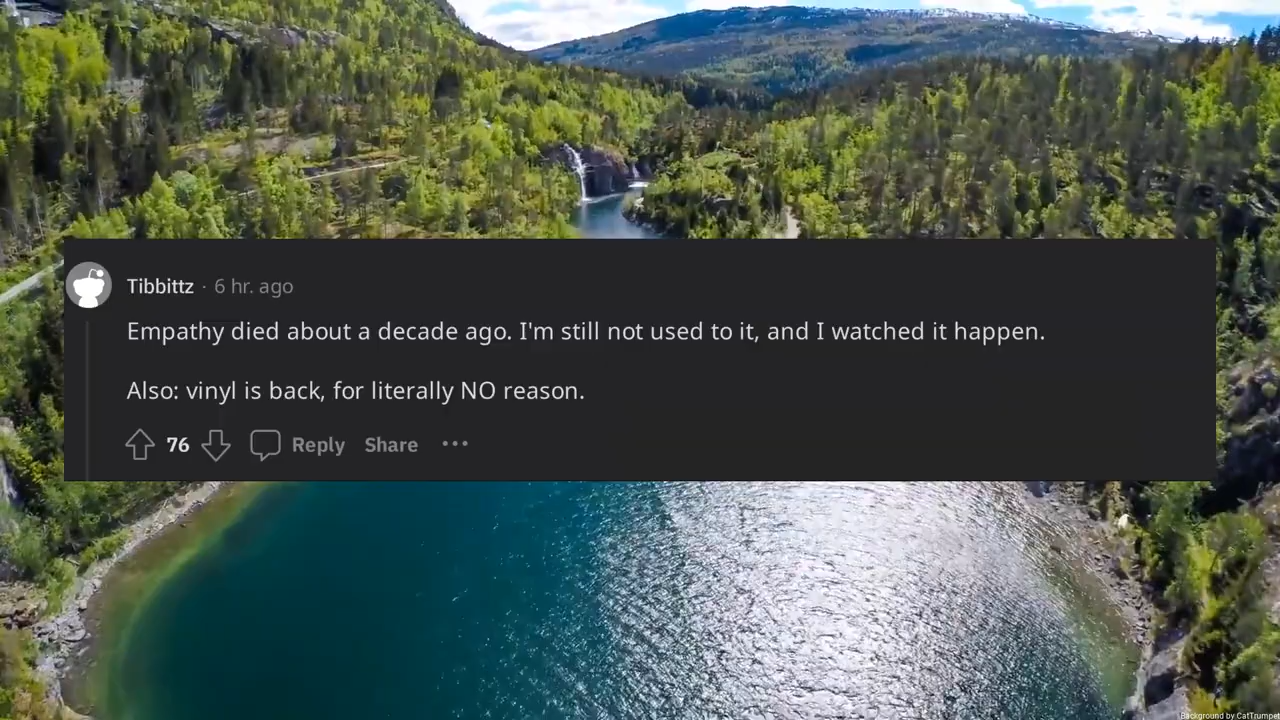 Tibbittz · 6 hr. ago
Empathy died about a decade ago. I'm still not used to it, and I watched it happen.
Also: vinyl is back, for literally NO reason.
76 Reply Share ···
Background by CatTrumpet